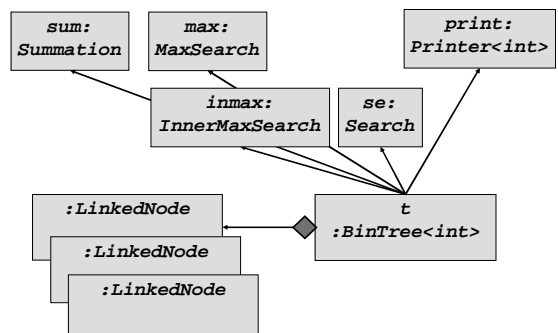 sum:
Summation
max:
MaxSearch
print:
Printer<int>
inmax:
InnerMaxSearch
se:
Search
:LinkedNode
t
:BinTree<int>
:LinkedNode
:LinkedNode